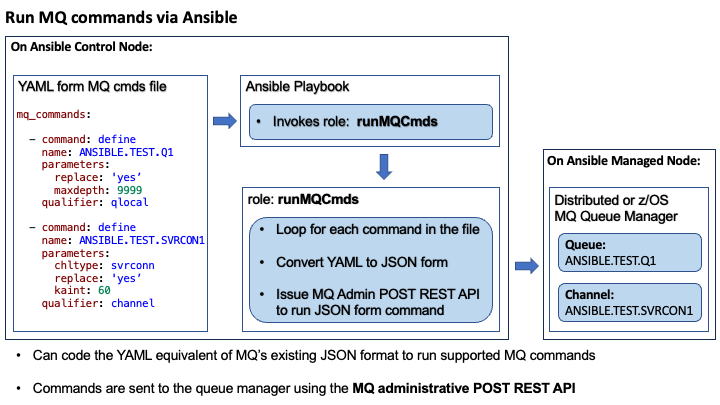 Run MQ commands via Ansible
On Ansible Control Node:
YAML form MQ cmds file
mq_commands:
- command: define
name: ANSIBLE.TEST.Q1
parameters:
replace: 'yes’
maxdepth: 9999
qualifier: qlocal
- command: define
name: ANSIBLE.TEST.SVRCON1
parameters:
chltype: svrconn
replace: 'yes’
kaint: 60
qualifier: channel
Ansible Playbook
• Invokes role: runMQCmds
role: runMQCmds
• Loop for each command in the file
• Convert YAML to JSON form
• Issue MQ Admin POST REST API
to run JSON form command
On Ansible Managed Node:
Distributed or z/OS
MQ Queue Manager
Queue:
ANSIBLE.TEST.Q1
Channel:
ANSIBLE.TEST.SVRCON1
• Can code the YAML equivalent of MQ’s existing JSON format to run supported MQ commands
• Commands are sent to the queue manager using the MQ administrative POST REST API